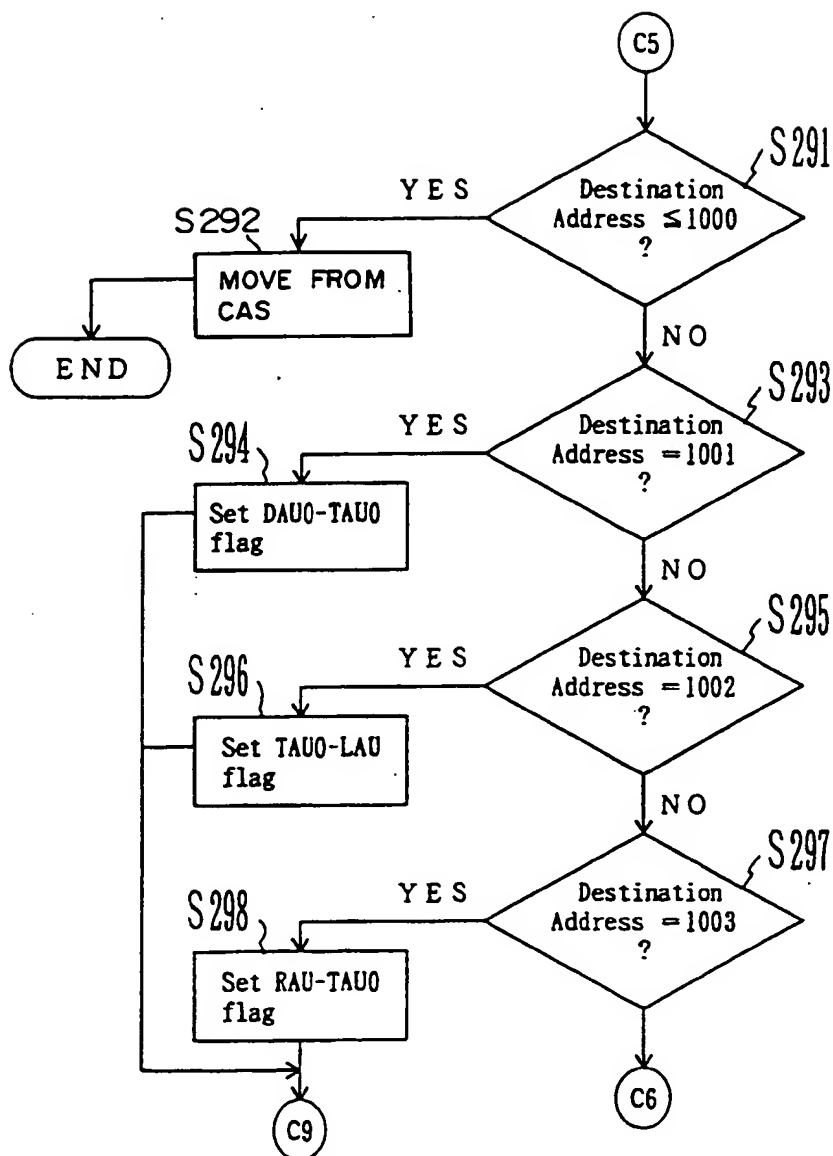 C5
S291
Destination
Address ≦1000
?
YES
S292
MOVE FROM
CAS
END
NO
S293
Destination
Address =1001
?
YES
S294
Set DAU0-TAU0
flag
NO
S295
Destination
Address =1002
?
YES
S296
Set TAU0-LAU
flag
NO
S297
Destination
Address =1003
?
YES
S298
Set RAU-TAU0
flag
C9
C6